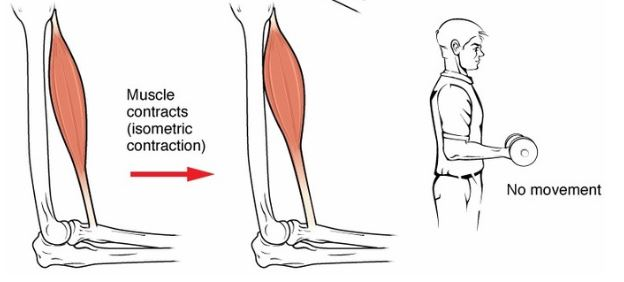 Muscle
contracts
(isometric
contraction)
No movement